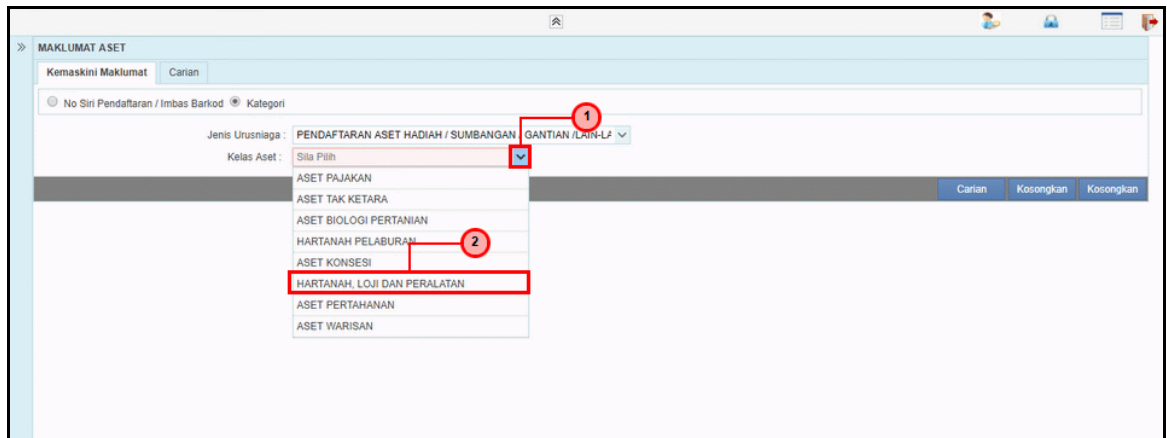 MAKLUMAT ASET
Kemaskini Maklumat Carian
No Siri Pendaftaran / Imbas Barkod Kategori
1
Jenis Urusniaga : PENDAFTARAN ASET HADIAH / SUMBANGAN / GANTIAN /LAIN-LA
Kelas Aset : Sila Pilih
ASET PAJAKAN
Carian Kosongkan Kosongkan
ASET TAK KETARA
ASET BIOLOGI PERTANIAN
HARTANAH PELABURAN
2
ASET KONSESI
HARTANAH, LOJI DAN PERALATAN
ASET PERTAHANAN
ASET WARISAN